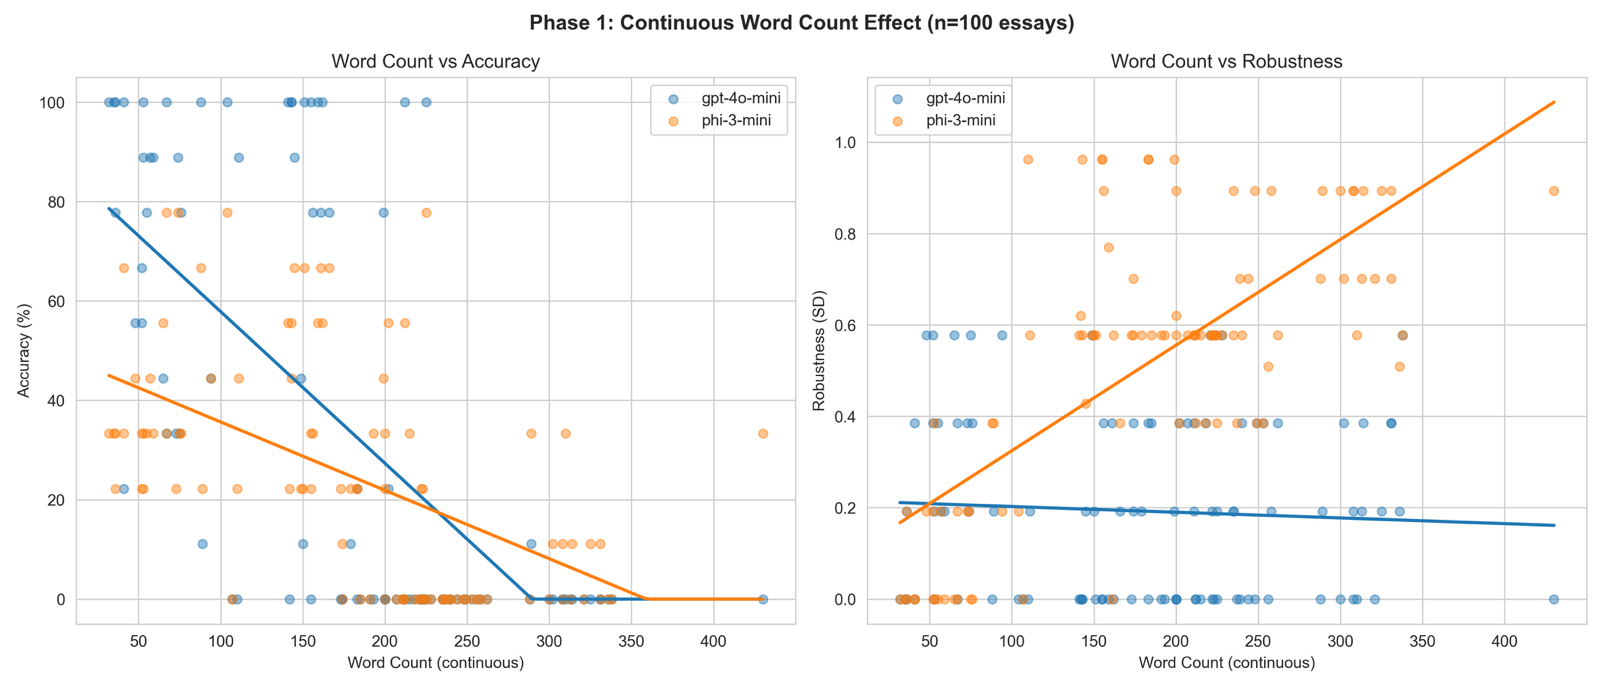 Phase 1: Continuous Word Count Effect (n=100 essays)
Word Count vs Accuracy
gpt-4o-mini
phi-3-mini
Accuracy (%)
100
80
60
40
20
0
50 100 150 200 250 300 350 400
Word Count (continuous)
Word Count vs Robustness
gpt-4o-mini
phi-3-mini
Robustness (SD)
1.0
0.8
0.6
0.4
0.2
0.0
50 100 150 200 250 300 350 400
Word Count (continuous)